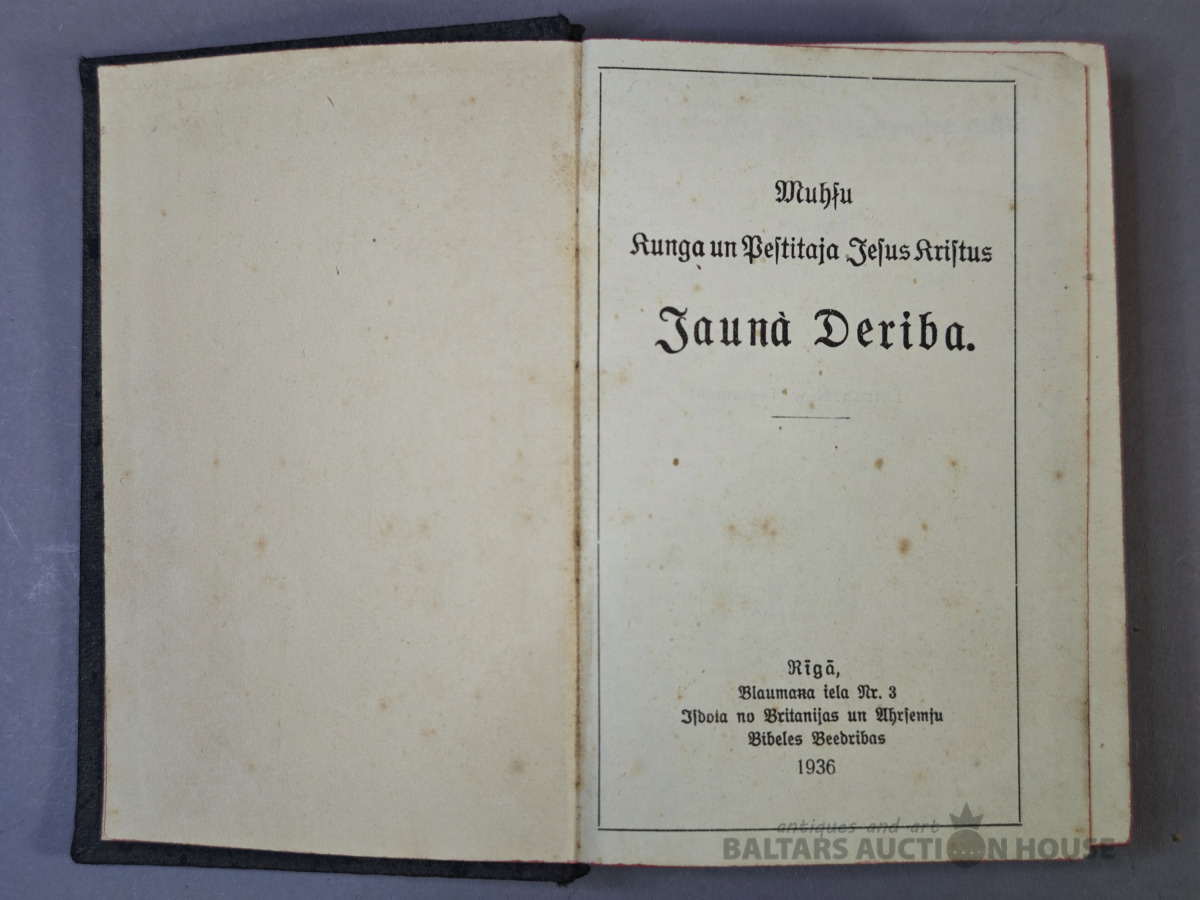 Muhſu
Kunga un Peſtitaja Jeſus Kriſtus
Jaunà Deriba.
Rīgā,
Blaumaņa iela Nr. 3
Iſdota no Britanijas un Ahrſemju
Bibeles Beedribas
1936
antiques and art
BALTARS AUCTION HOUSE